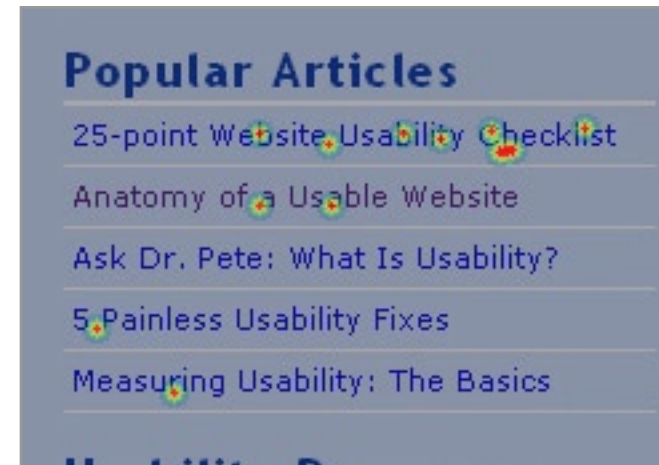 Popular Articles
25-point Website Usability Checklist
Anatomy of a Usable Website
Ask Dr. Pete: What Is Usability?
5 Painless Usability Fixes
Measuring Usability: The Basics